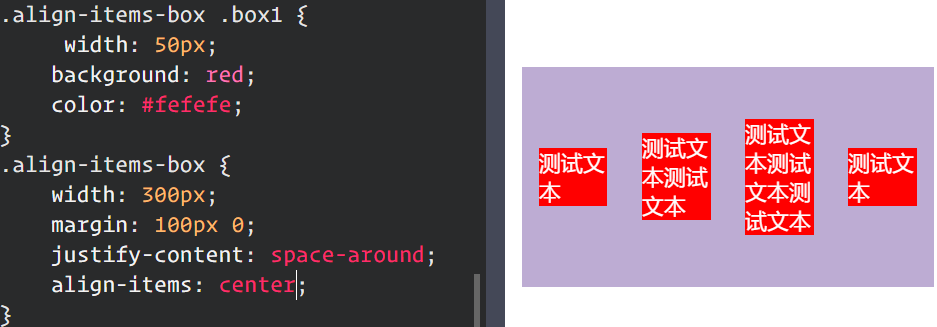 .align-items-box .box1 {
width: 50px;
background: red;
color: #fefefe;
}
.align-items-box {
width: 300px;
margin: 100px 0;
justify-content: space-around;
align-items: center;
}
测试文
本
测试文
本测试
文本
测试文
本测试
文本测
试文本
测试文
本